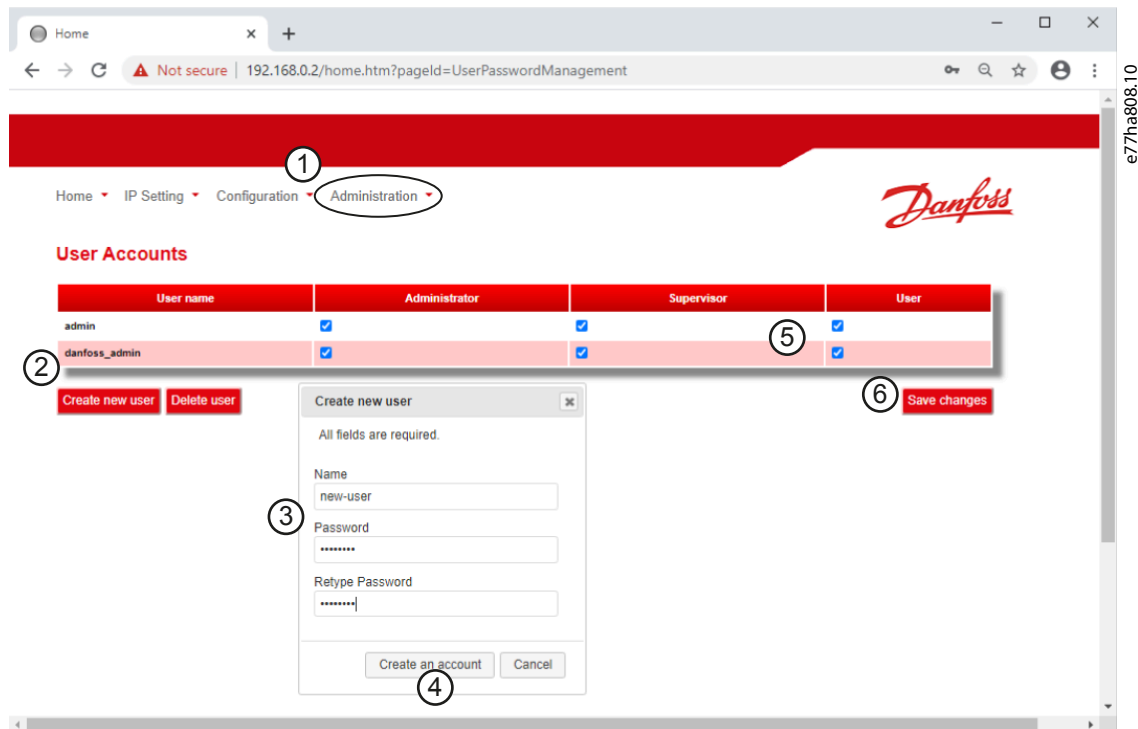 Home
Not secure | 192.168.0.2/home.htm?pageId=UserPasswordManagement
e77ha808.10
1
Home IP Setting Configuration Administration
Danfoss
User Accounts
User name Administrator Supervisor User
admin
danfoss_admin
5
2
Create new user Delete user
6
Save changes
Create new user
All fields are required.
Name
new-user
3
Password
••••••••
Retype Password
••••••••
Create an account Cancel
4